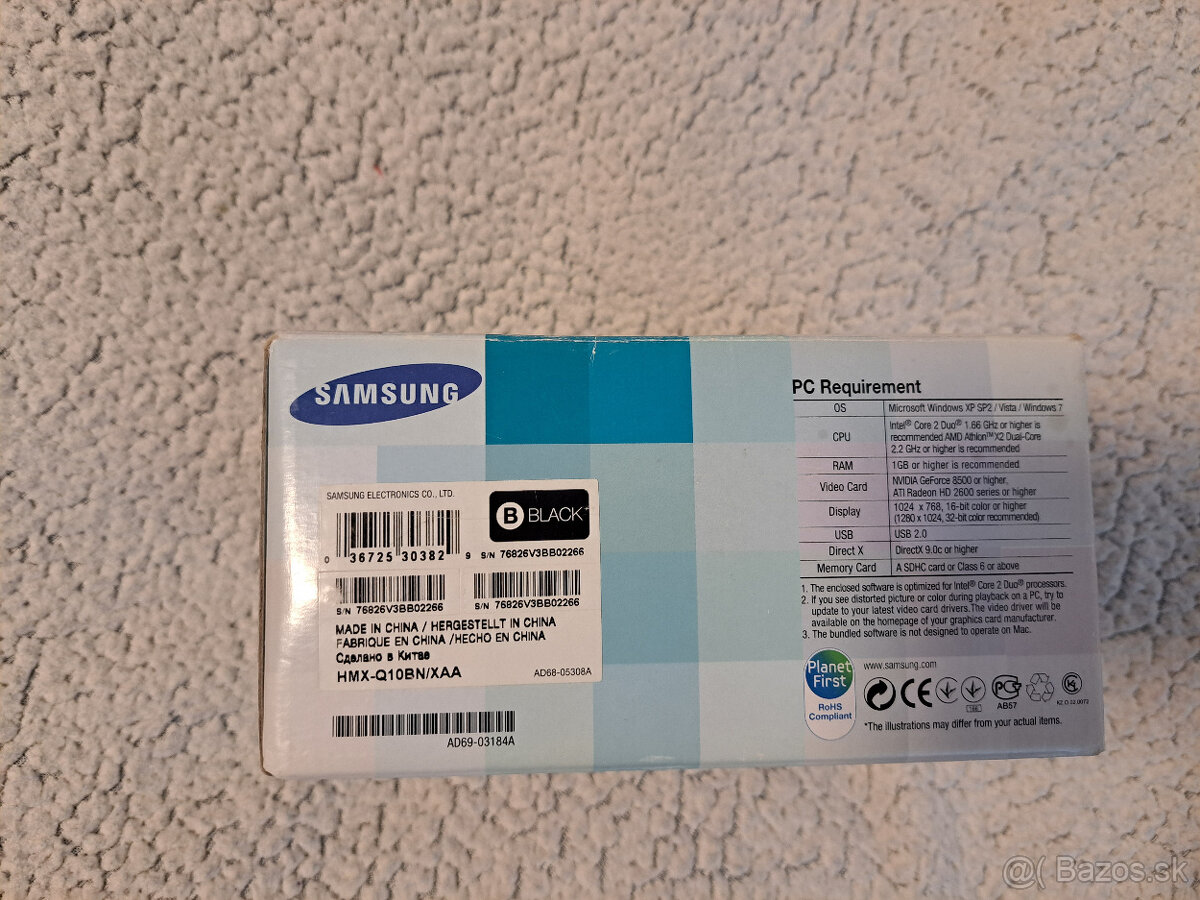 SAMSUNG
SAMSUNG ELECTRONICS CO., LTD.
B BLACK
0 36725 30382 9
S/N 76826V3BB02266
S/N 76826V3BB02266
S/N 76826V3BB02266
MADE IN CHINA / HERGESTELLT IN CHINA
FABRIQUE EN CHINA /HECHO EN CHINA
Сделано в Китае
HMX-Q10BN/XAA
AD68-05308A
AD69-03184A
PC Requirement
OS Microsoft Windows XP SP2 / Vista / Windows 7
CPU Intel® Core 2 Duo® 1.66 GHz or higher is
recommended AMD Athlon™ X2 Dual-Core
2.2 GHz or higher is recommended
RAM 1GB or higher is recommended
Video Card NVIDIA GeForce 8500 or higher,
ATI Radeon HD 2600 series or higher
Display 1024 x 768, 16-bit color or higher
(1280 x 1024, 32-bit color recommended)
USB USB 2.0
Direct X DirectX 9.0c or higher
Memory Card A SDHC card or Class 6 or above
1. The enclosed software is optimized for Intel® Core 2 Duo® processors.
2. If you see distorted picture or color during playback on a PC, try to
update to your latest video card drivers. The video driver will be
available on the homepage of your graphics card manufacturer.
3. The bundled software is not designed to operate on Mac.
Planet
First
RoHS
Compliant
www.samsung.com
CE
AB57
*The illustrations may differ from your actual items.
@( Bazos.sk